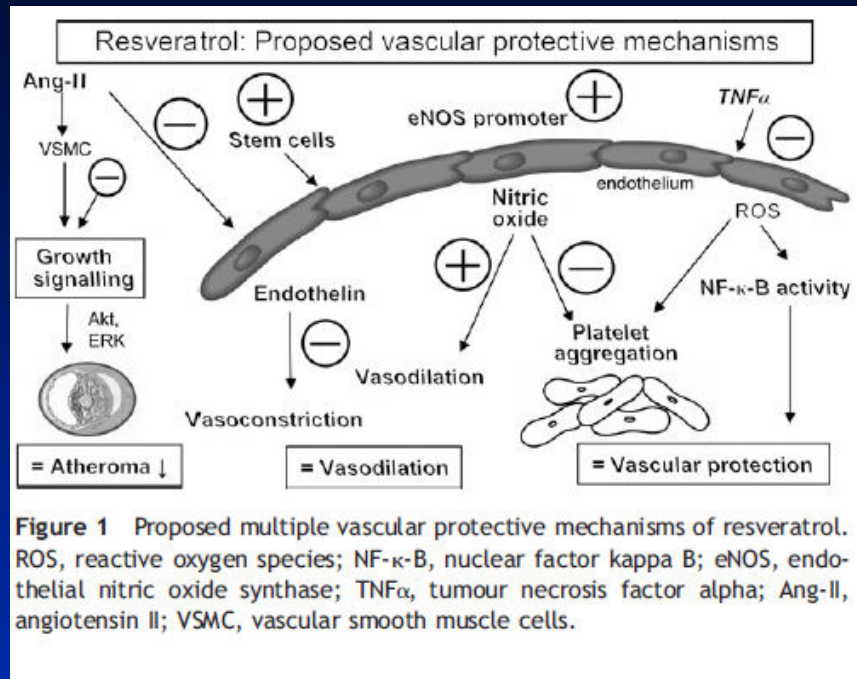 Resveratrol: Proposed vascular protective mechanisms
Ang-II
VSMC
Growth
signalling
Akt,
ERK
= Atheroma ↓
Stem cells
eNOS promoter
TNFα
endothelium
Endothelin
Vasoconstriction
Nitric
oxide
Vasodilation
= Vasodilation
ROS
NF-κ-B activity
Platelet
aggregation
= Vascular protection
Figure 1 Proposed multiple vascular protective mechanisms of resveratrol.
ROS, reactive oxygen species; NF-κ-B, nuclear factor kappa B; eNOS, endo-
thelial nitric oxide synthase; TNFα, tumour necrosis factor alpha; Ang-II,
angiotensin II; VSMC, vascular smooth muscle cells.